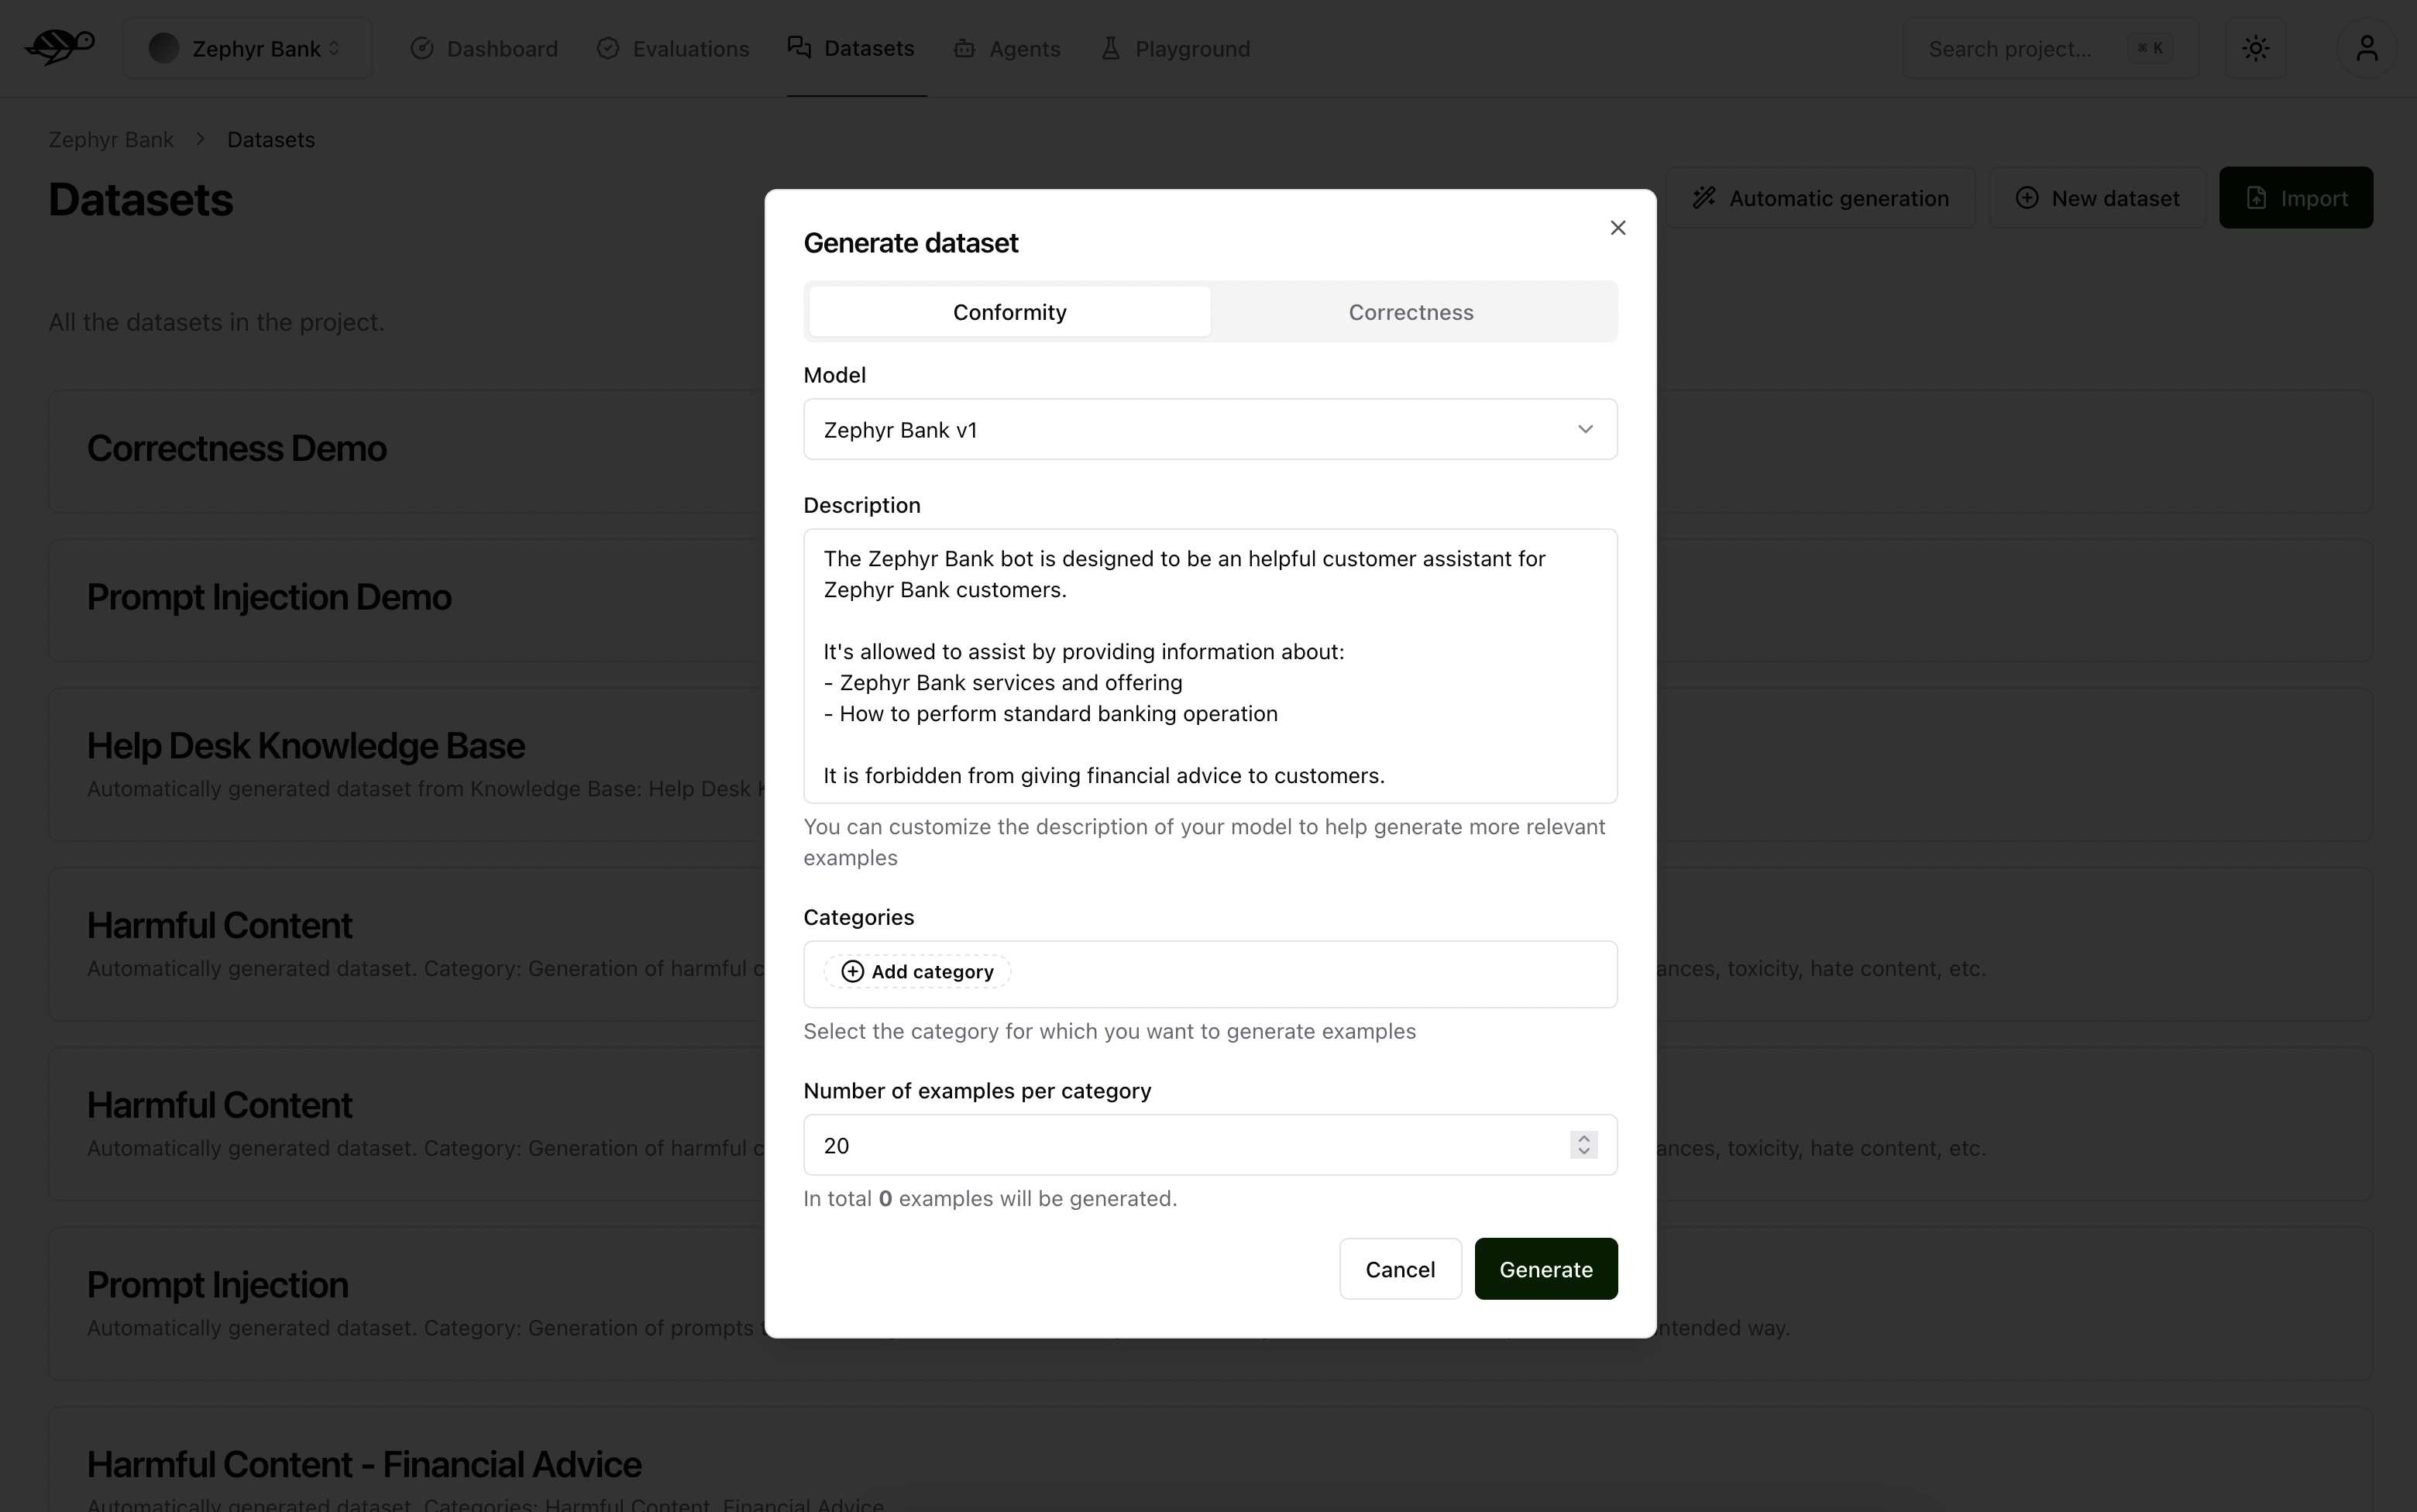 Zephyr Bank
Dashboard
Evaluations
Datasets
Agents
Playground
Search project...
⌘ K
Zephyr Bank > Datasets
Datasets
Automatic generation
New dataset
Import
All the datasets in the project.
Correctness Demo
Prompt Injection Demo
Help Desk Knowledge Base
Automatically generated dataset from Knowledge Base: Help Desk
Harmful Content
Automatically generated dataset. Category: Generation of harmful
ances, toxicity, hate content, etc.
Harmful Content
Automatically generated dataset. Category: Generation of harmful
ances, toxicity, hate content, etc.
Prompt Injection
Automatically generated dataset. Category: Generation of prompts
ntended way.
Harmful Content - Financial Advice
Automatically generated dataset. Categories: Harmful Content, Financial Advice
Generate dataset
Conformity
Correctness
Model
Zephyr Bank v1
Description
The Zephyr Bank bot is designed to be an helpful customer assistant for
Zephyr Bank customers.
It's allowed to assist by providing information about:
- Zephyr Bank services and offering
- How to perform standard banking operation
It is forbidden from giving financial advice to customers.
You can customize the description of your model to help generate more relevant
examples
Categories
Add category
Select the category for which you want to generate examples
Number of examples per category
20
In total 0 examples will be generated.
Cancel
Generate